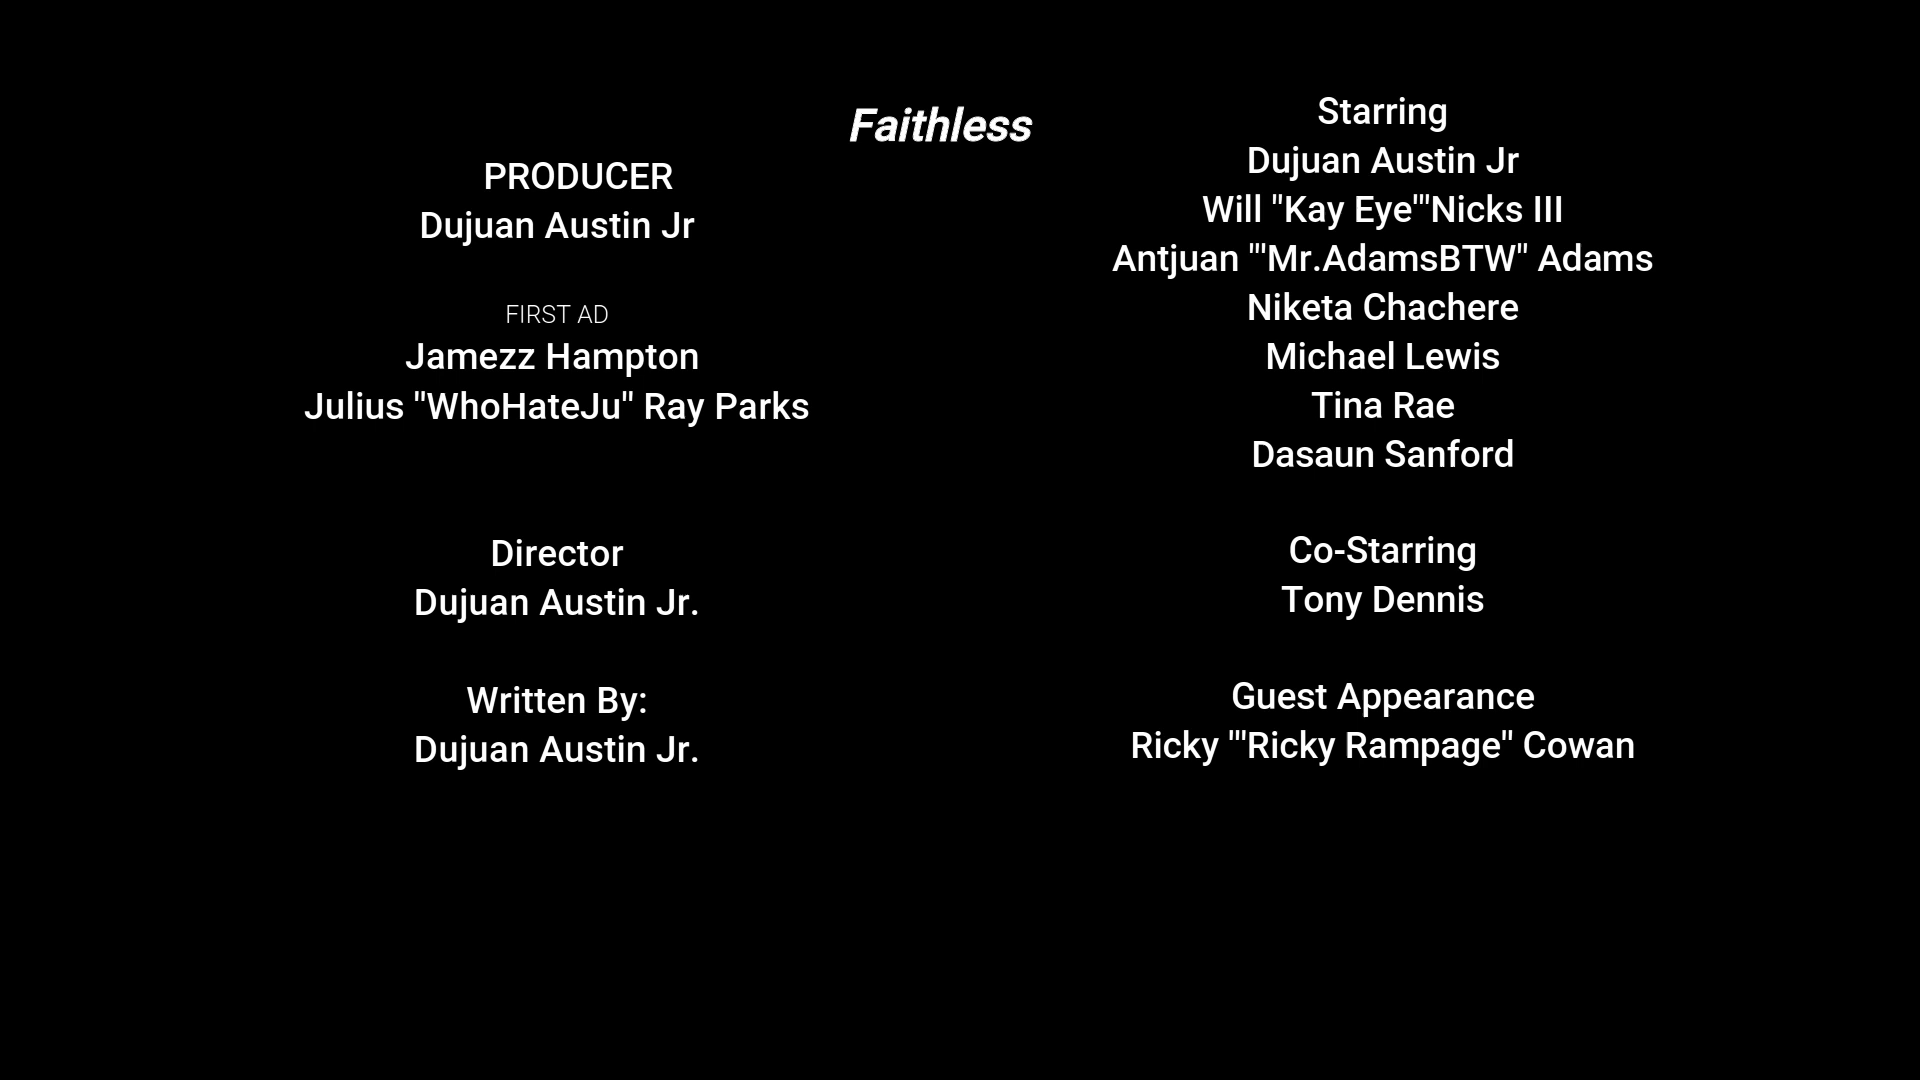 Faithless
PRODUCER
Dujuan Austin Jr
FIRST AD
Jamezz Hampton
Julius "WhoHateJu" Ray Parks
Director
Dujuan Austin Jr.
Written By:
Dujuan Austin Jr.
Starring
Dujuan Austin Jr
Will "Kay Eye'"Nicks III
Antjuan "'Mr.AdamsBTW" Adams
Niketa Chachere
Michael Lewis
Tina Rae
Dasaun Sanford
Co-Starring
Tony Dennis
Guest Appearance
Ricky "'Ricky Rampage" Cowan